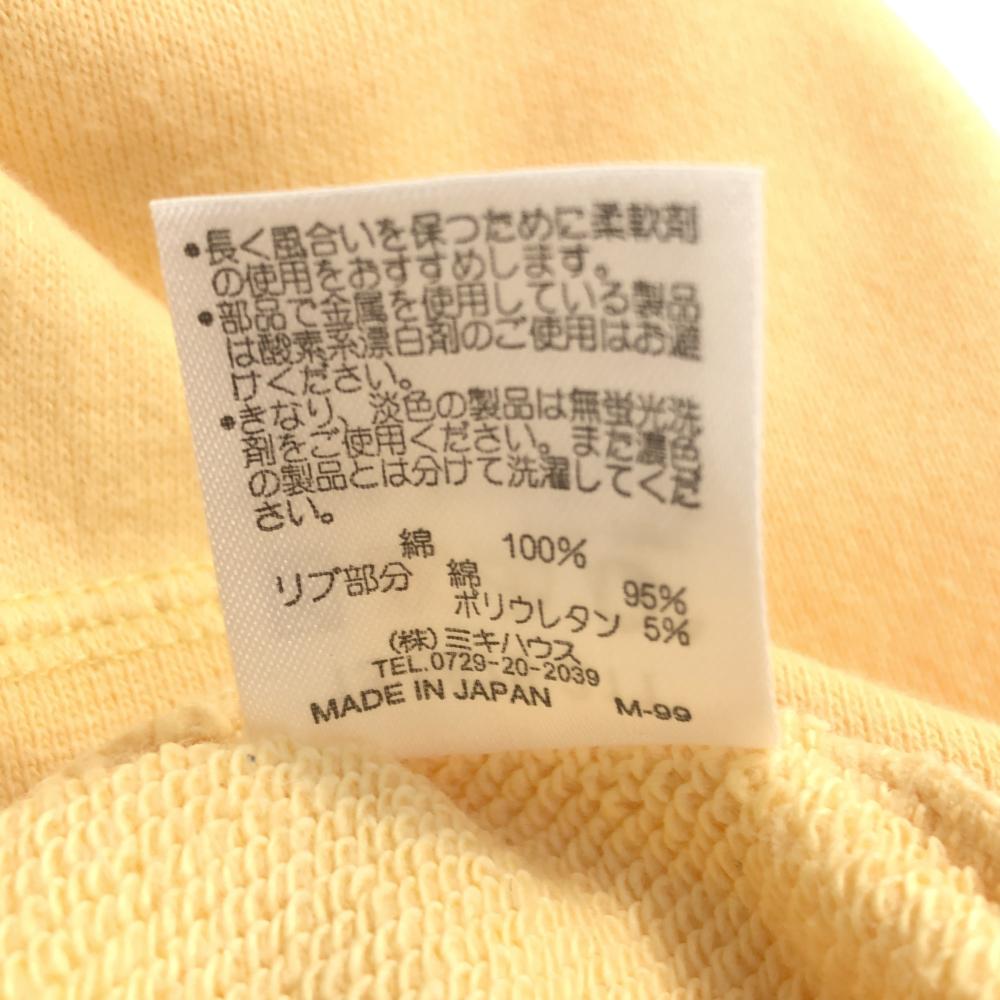 ・長く風合いを保つために柔軟剤
の使用をおすすめします。
・部品で金属を使用している製品
は酸素系漂白剤のご使用はお避
けください。
・きなり、淡色の製品は無蛍光洗
剤をご使用ください。また濃色
の製品とは分けて洗濯してくだ
さい。
綿 100%
リブ部分 綿 95%
ポリウレタン 5%
(株)ミキハウス
TEL.0729-20-2039
MADE IN JAPAN M-99